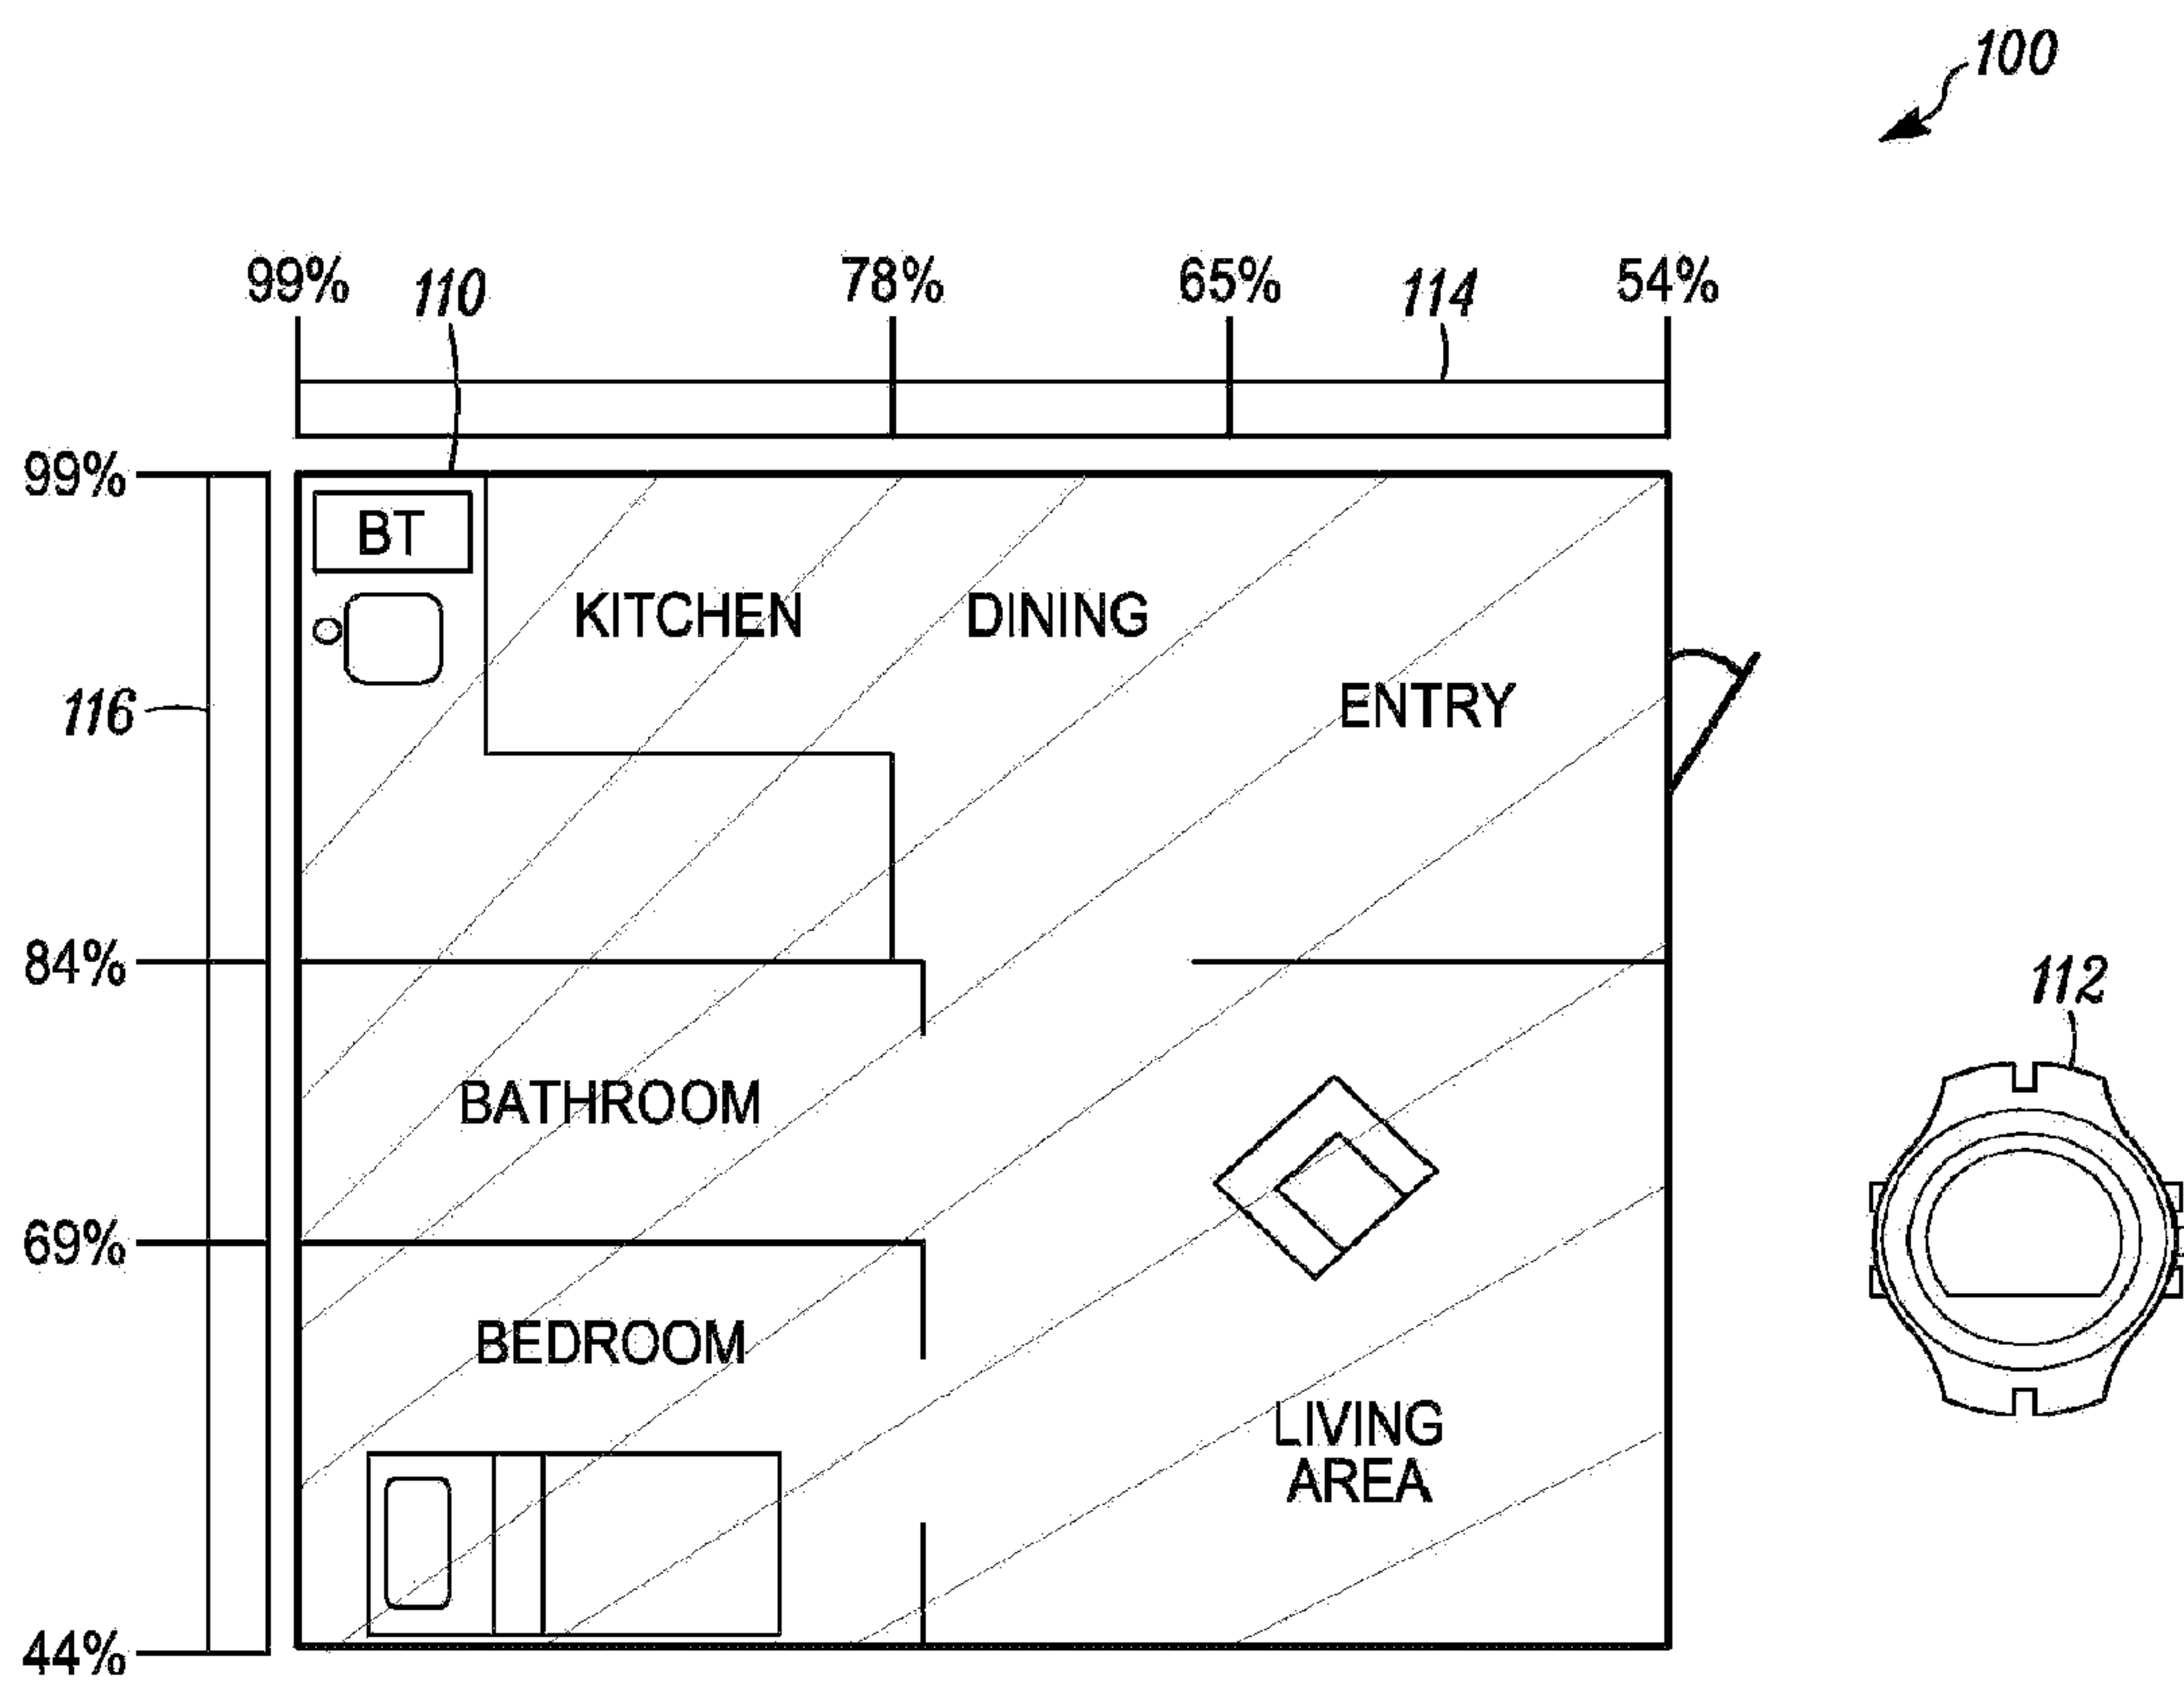 100
99%
110
78%
65%
114
54%
99%
BT
KITCHEN
DINING
ENTRY
116
84%
112
BATHROOM
69%
BEDROOM
LIVING
AREA
44%